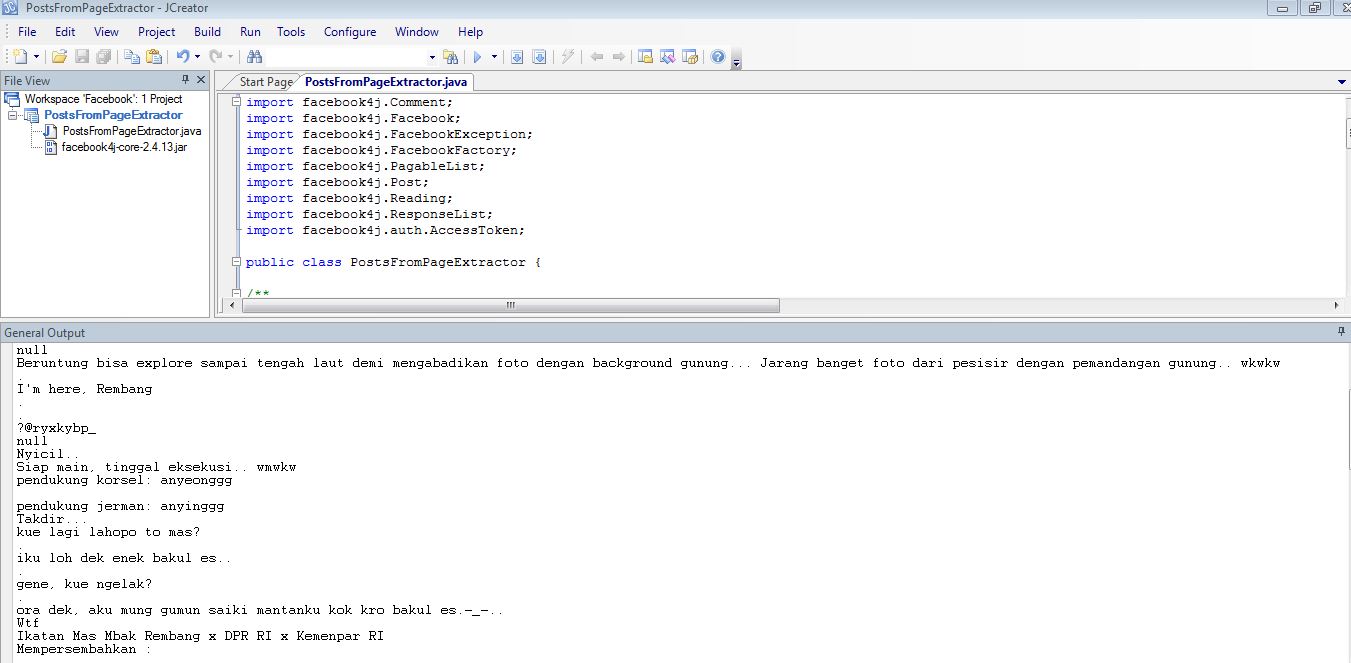 PostsFromPageExtractor - JCreator
File Edit View Project Build Run Tools Configure Window Help
File View
Workspace 'Facebook': 1 Project
PostsFromPageExtractor
PostsFromPageExtractor.java
facebook4j-core-2.4.13.jar
Start Page PostsFromPageExtractor.java
import facebook4j.Comment;
import facebook4j.Facebook;
import facebook4j.FacebookException;
import facebook4j.FacebookFactory;
import facebook4j.PagableList;
import facebook4j.Post;
import facebook4j.Reading;
import facebook4j.ResponseList;
import facebook4j.auth.AccessToken;
public class PostsFromPageExtractor {
/**
General Output
null
Beruntung bisa explore sampai tengah laut demi mengabadikan foto dengan background gunung... Jarang banget foto dari pesisir dengan pemandangan gunung.. wkwkw
.
I'm here, Rembang
.
.
?@ryxkybp_
null
Nyicil..
Siap main, tinggal eksekusi.. wmwkw
pendukung korsel: anyeonggg
pendukung jerman: anyinggg
Takdir...
kue lagi lahopo to mas?
.
iku loh dek enek bakul es..
.
gene, kue ngelak?
.
ora dek, aku mung gumun saiki mantanku kok kro bakul es.-_-..
Wtf
Ikatan Mas Mbak Rembang x DPR RI x Kemenpar RI
Mempersembahkan :